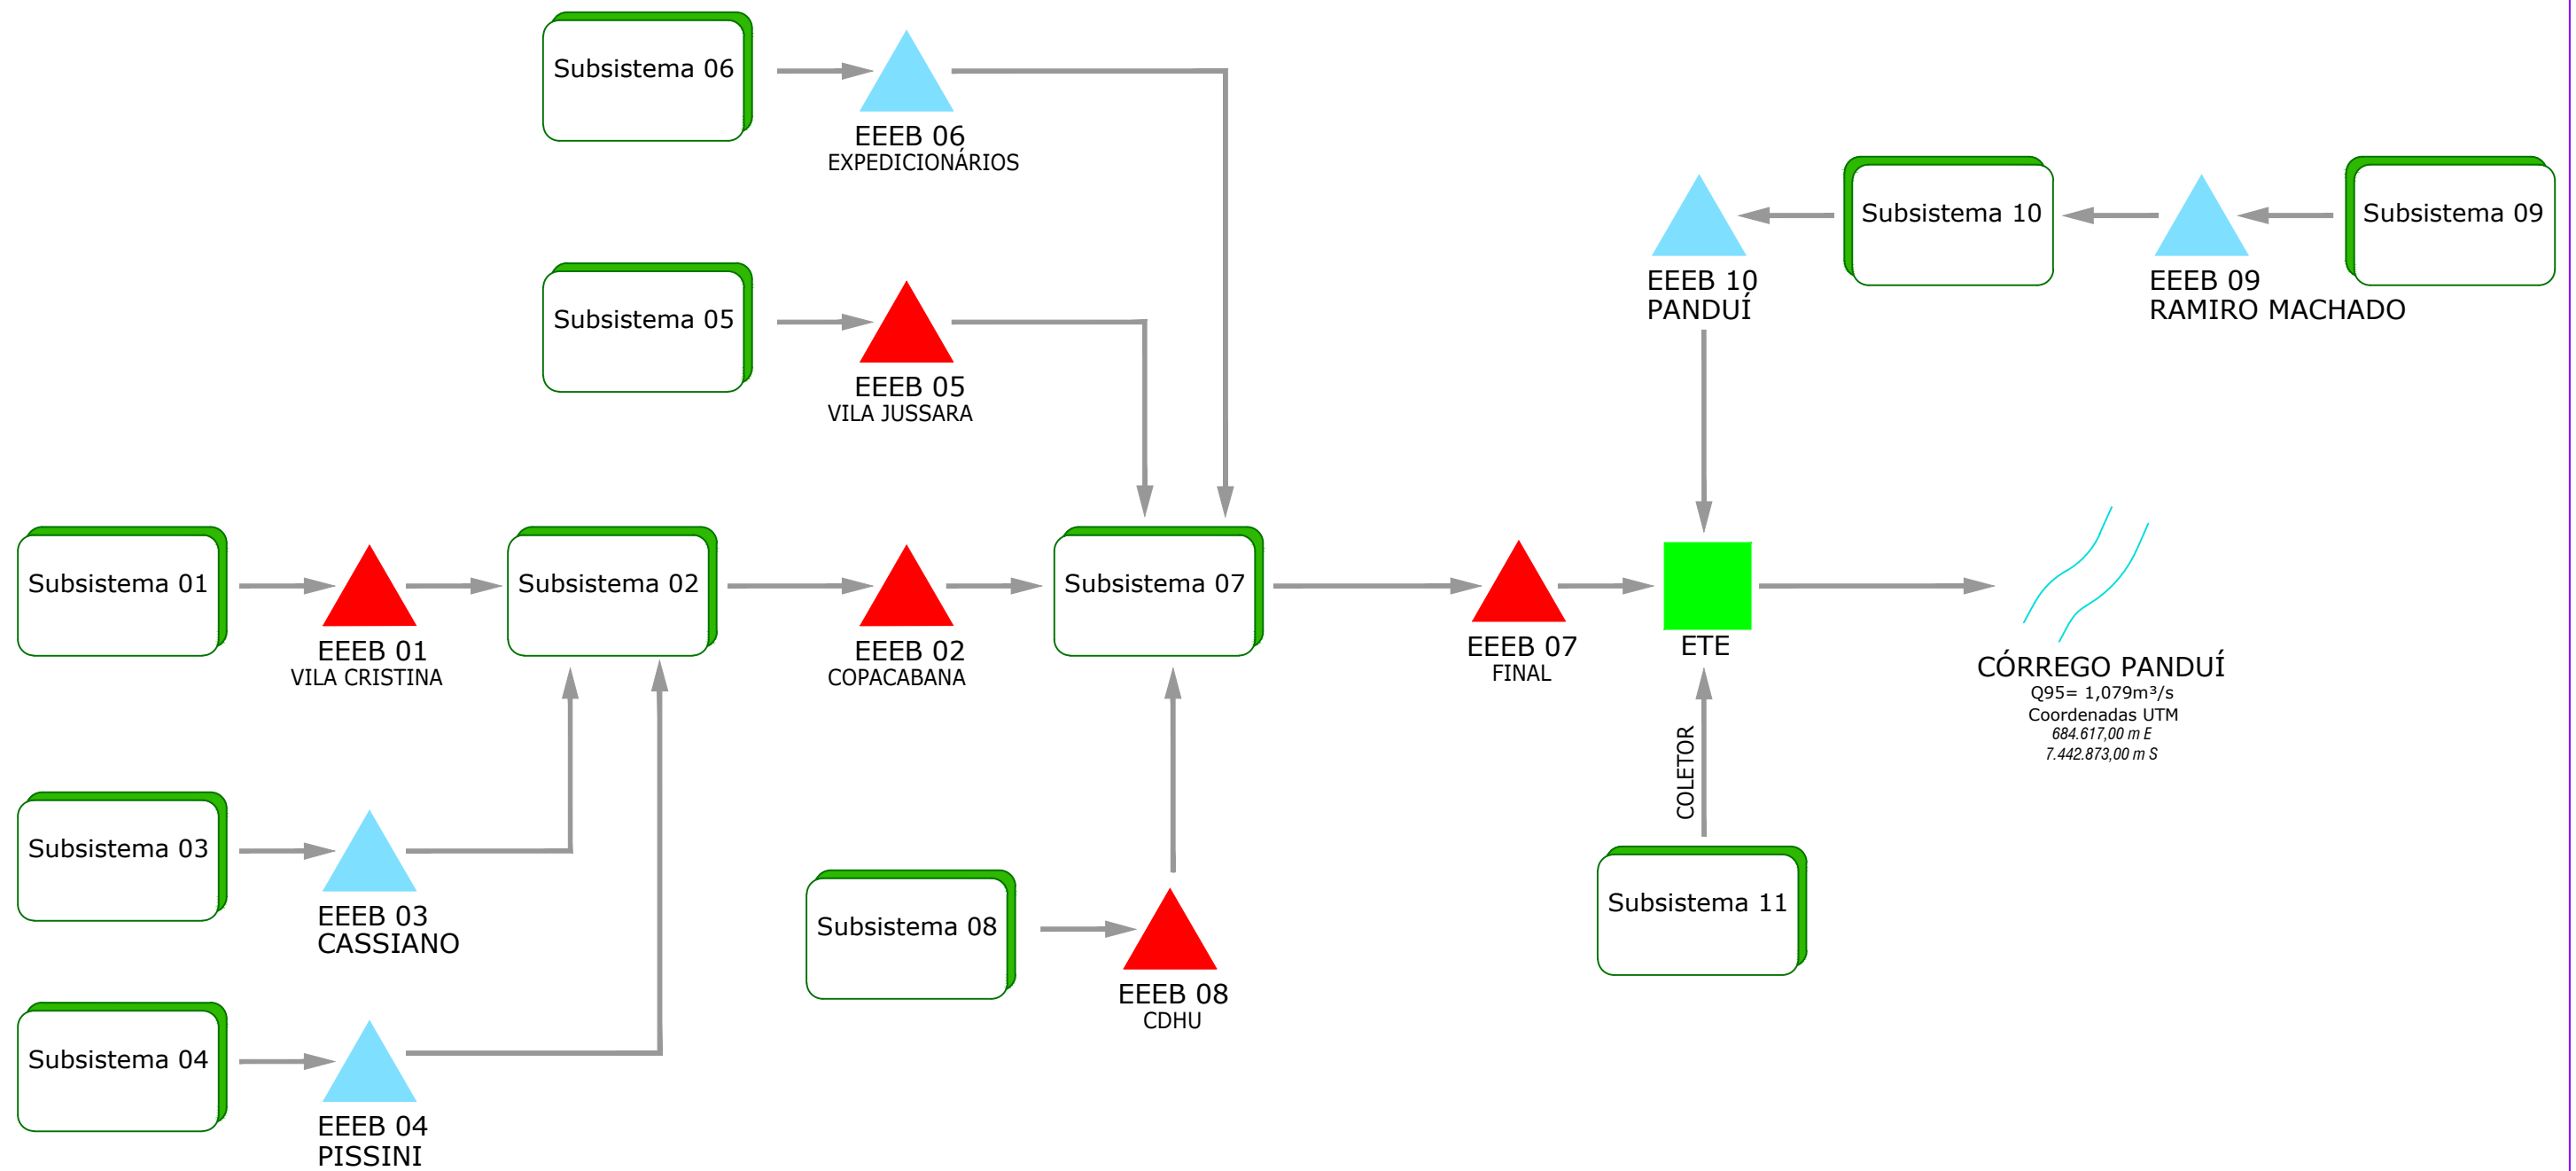 Subsistema 06
EEEB 06
EXPEDICIONÁRIOS
Subsistema 05
EEEB 05
VILA JUSSARA
EEEB 10
PANDUÍ
Subsistema 10
EEEB 09
RAMIRO MACHADO
Subsistema 09
Subsistema 01
EEEB 01
VILA CRISTINA
Subsistema 02
EEEB 02
COPACABANA
Subsistema 07
EEEB 07
FINAL
ETE
CÓRREGO PANDUÍ
Q95= 1,079m³/s
Coordenadas UTM
684.617,00 m E
7.442.873,00 m S
COLETOR
Subsistema 03
EEEB 03
CASSIANO
Subsistema 08
EEEB 08
CDHU
Subsistema 11
Subsistema 04
EEEB 04
PISSINI